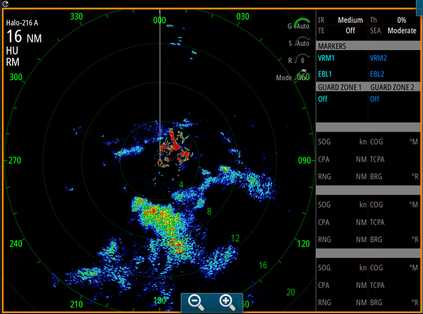 Halo-216 A
16 NM
HU
RM
000
030
060
090
120
150
180
210
240
270
300
330
4
8
12
16
20
G Auto
S /Auto
R / 0
Mode
IR Medium Th 0%
TE Off SEA Moderate
MARKERS
VRM1 VRM2
EBL1 EBL2
GUARD ZONE 1 GUARD ZONE 2
Off Off
SOG kn COG °M
CPA NM TCPA
RNG NM BRG °R
SOG kn COG °M
CPA NM TCPA
RNG NM BRG °R
SOG kn COG °M
CPA NM TCPA
RNG NM BRG °R